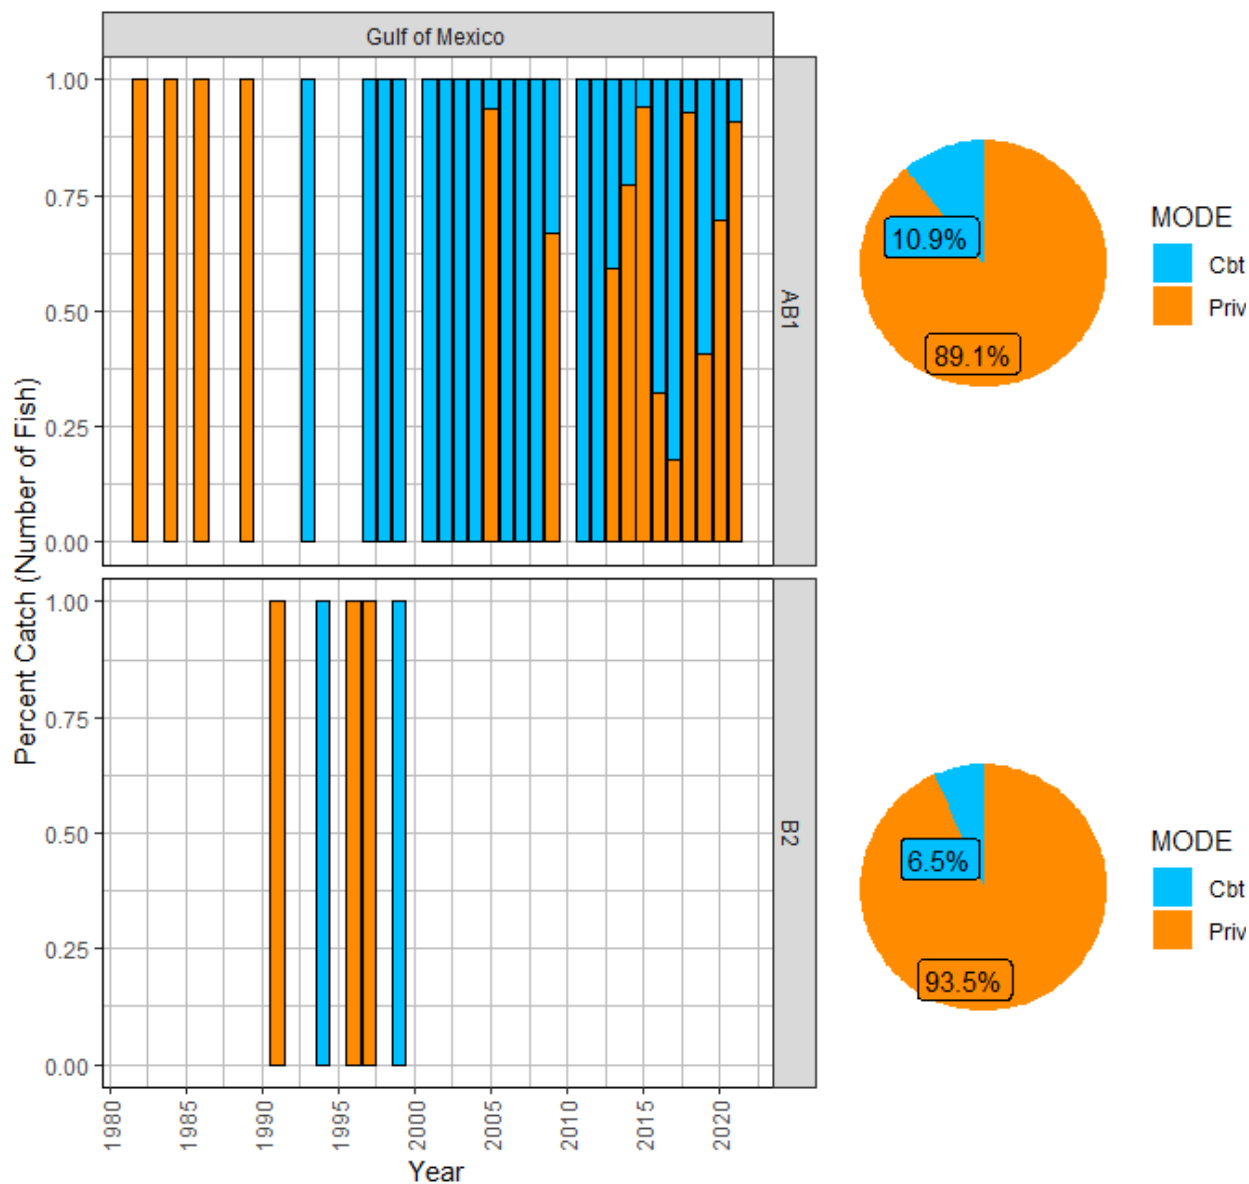 Gulf of Mexico
Percent Catch (Number of Fish)
1.00
0.75
0.50
0.25
0.00
AB1
10.9%
89.1%
MODE
Cbt
Priv
1.00
0.75
0.50
0.25
0.00
B2
6.5%
93.5%
MODE
Cbt
Priv
1980 1985 1990 1995 2000 2005 2010 2015 2020
Year